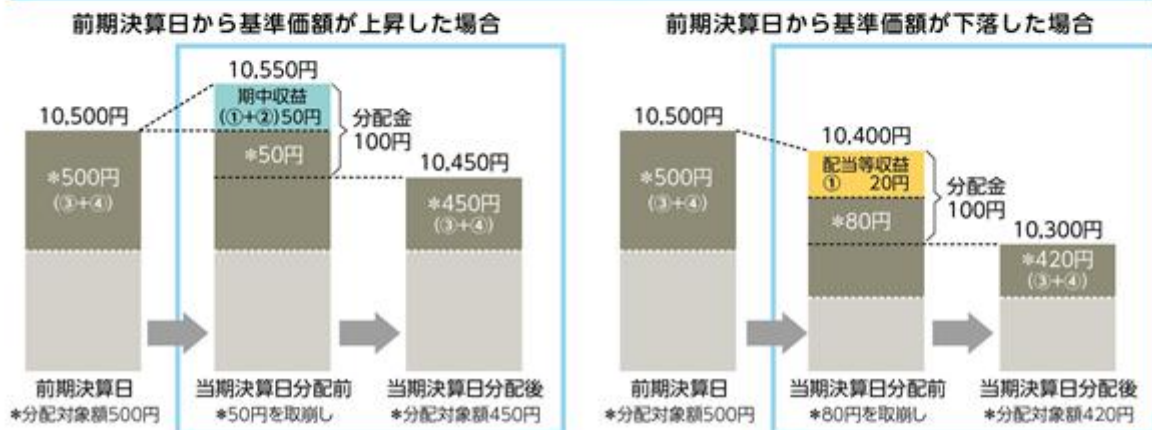 前期決算日から基準価額が上昇した場合
10,500円
*500円
(③+④)
10,550円
期中収益
(①+②)50円
*50円
分配金
100円
10,450円
*450円
(③+④)
前期決算日
*分配対象額500円
当期決算日分配前
*50円を取崩し
当期決算日分配後
*分配対象額450円
前期決算日から基準価額が下落した場合
10,500円
*500円
(③+④)
10,400円
配当等収益
① 20円
*80円
分配金
100円
10,300円
*420円
(③+④)
前期決算日
*分配対象額500円
当期決算日分配前
*80円を取崩し
当期決算日分配後
*分配対象額420円